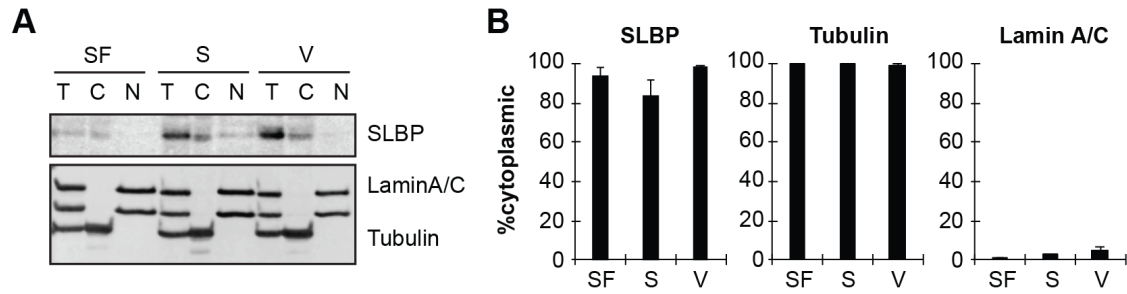 A
SF S V
T C N T C N T C N
SLBP
LaminA/C
Tubulin
B
SLBP Tubulin Lamin A/C
%cytoplasmic
100 100 100
80 80 80
60 60 60
40 40 40
20 20 20
0 0 0
SF S V SF S V SF S V